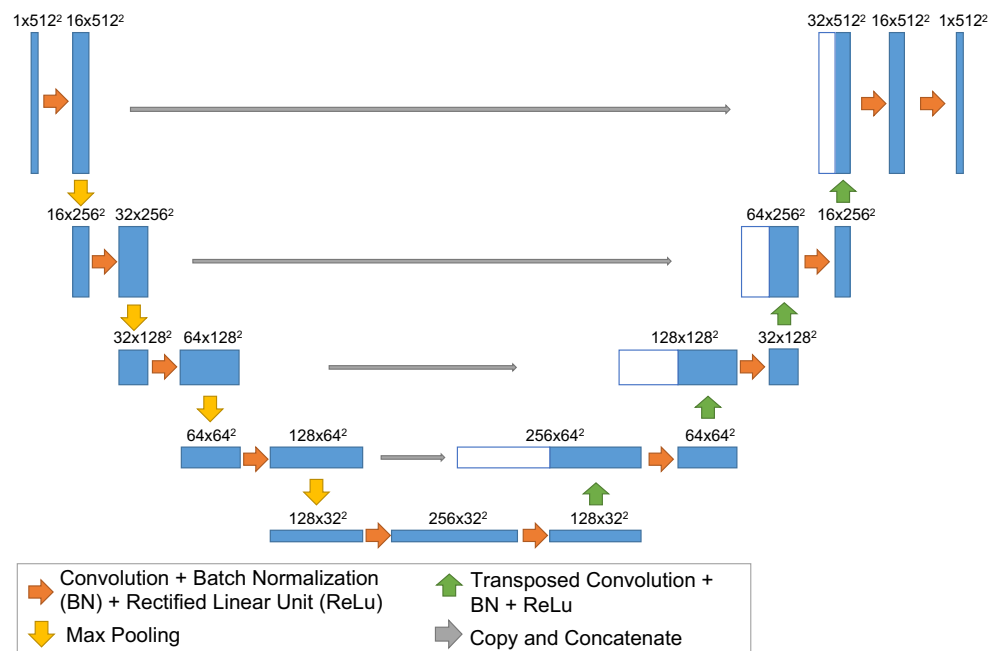 1x512² 16x512² 32x512² 16x512² 1x512²
16x256² 32x256² 64x256² 16x256²
32x128² 64x128² 128x128² 32x128²
64x64² 128x64² 256x64² 64x64²
128x32² 256x32² 128x32²
Convolution + Batch Normalization
(BN) + Rectified Linear Unit (ReLu)
Max Pooling
Transposed Convolution +
BN + ReLu
Copy and Concatenate